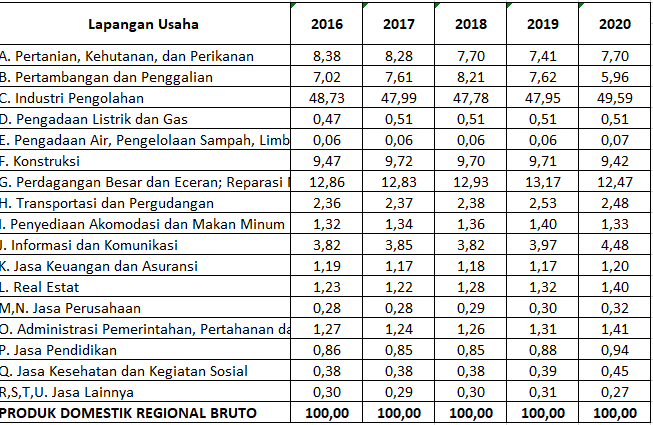 Lapangan Usaha 2016 2017 2018 2019 2020
A. Pertanian, Kehutanan, dan Perikanan 8,38 8,28 7,70 7,41 7,70
B. Pertambangan dan Penggalian 7,02 7,61 8,21 7,62 5,96
C. Industri Pengolahan 48,73 47,99 47,78 47,95 49,59
D. Pengadaan Listrik dan Gas 0,47 0,51 0,51 0,51 0,51
E. Pengadaan Air, Pengelolaan Sampah, Limb 0,06 0,06 0,06 0,06 0,07
F. Konstruksi 9,47 9,72 9,70 9,71 9,42
G. Perdagangan Besar dan Eceran; Reparasi 12,86 12,83 12,93 13,17 12,47
H. Transportasi dan Pergudangan 2,36 2,37 2,38 2,53 2,48
I. Penyediaan Akomodasi dan Makan Minum 1,32 1,34 1,36 1,40 1,33
J. Informasi dan Komunikasi 3,82 3,85 3,82 3,97 4,48
K. Jasa Keuangan dan Asuransi 1,19 1,17 1,18 1,17 1,20
L. Real Estat 1,23 1,22 1,28 1,32 1,40
M,N. Jasa Perusahaan 0,28 0,28 0,29 0,30 0,32
O. Administrasi Pemerintahan, Pertahanan da 1,27 1,24 1,26 1,31 1,41
P. Jasa Pendidikan 0,86 0,85 0,85 0,88 0,94
Q. Jasa Kesehatan dan Kegiatan Sosial 0,38 0,38 0,38 0,39 0,45
R,S,T,U. Jasa Lainnya 0,30 0,29 0,30 0,31 0,27
PRODUK DOMESTIK REGIONAL BRUTO 100,00 100,00 100,00 100,00 100,00